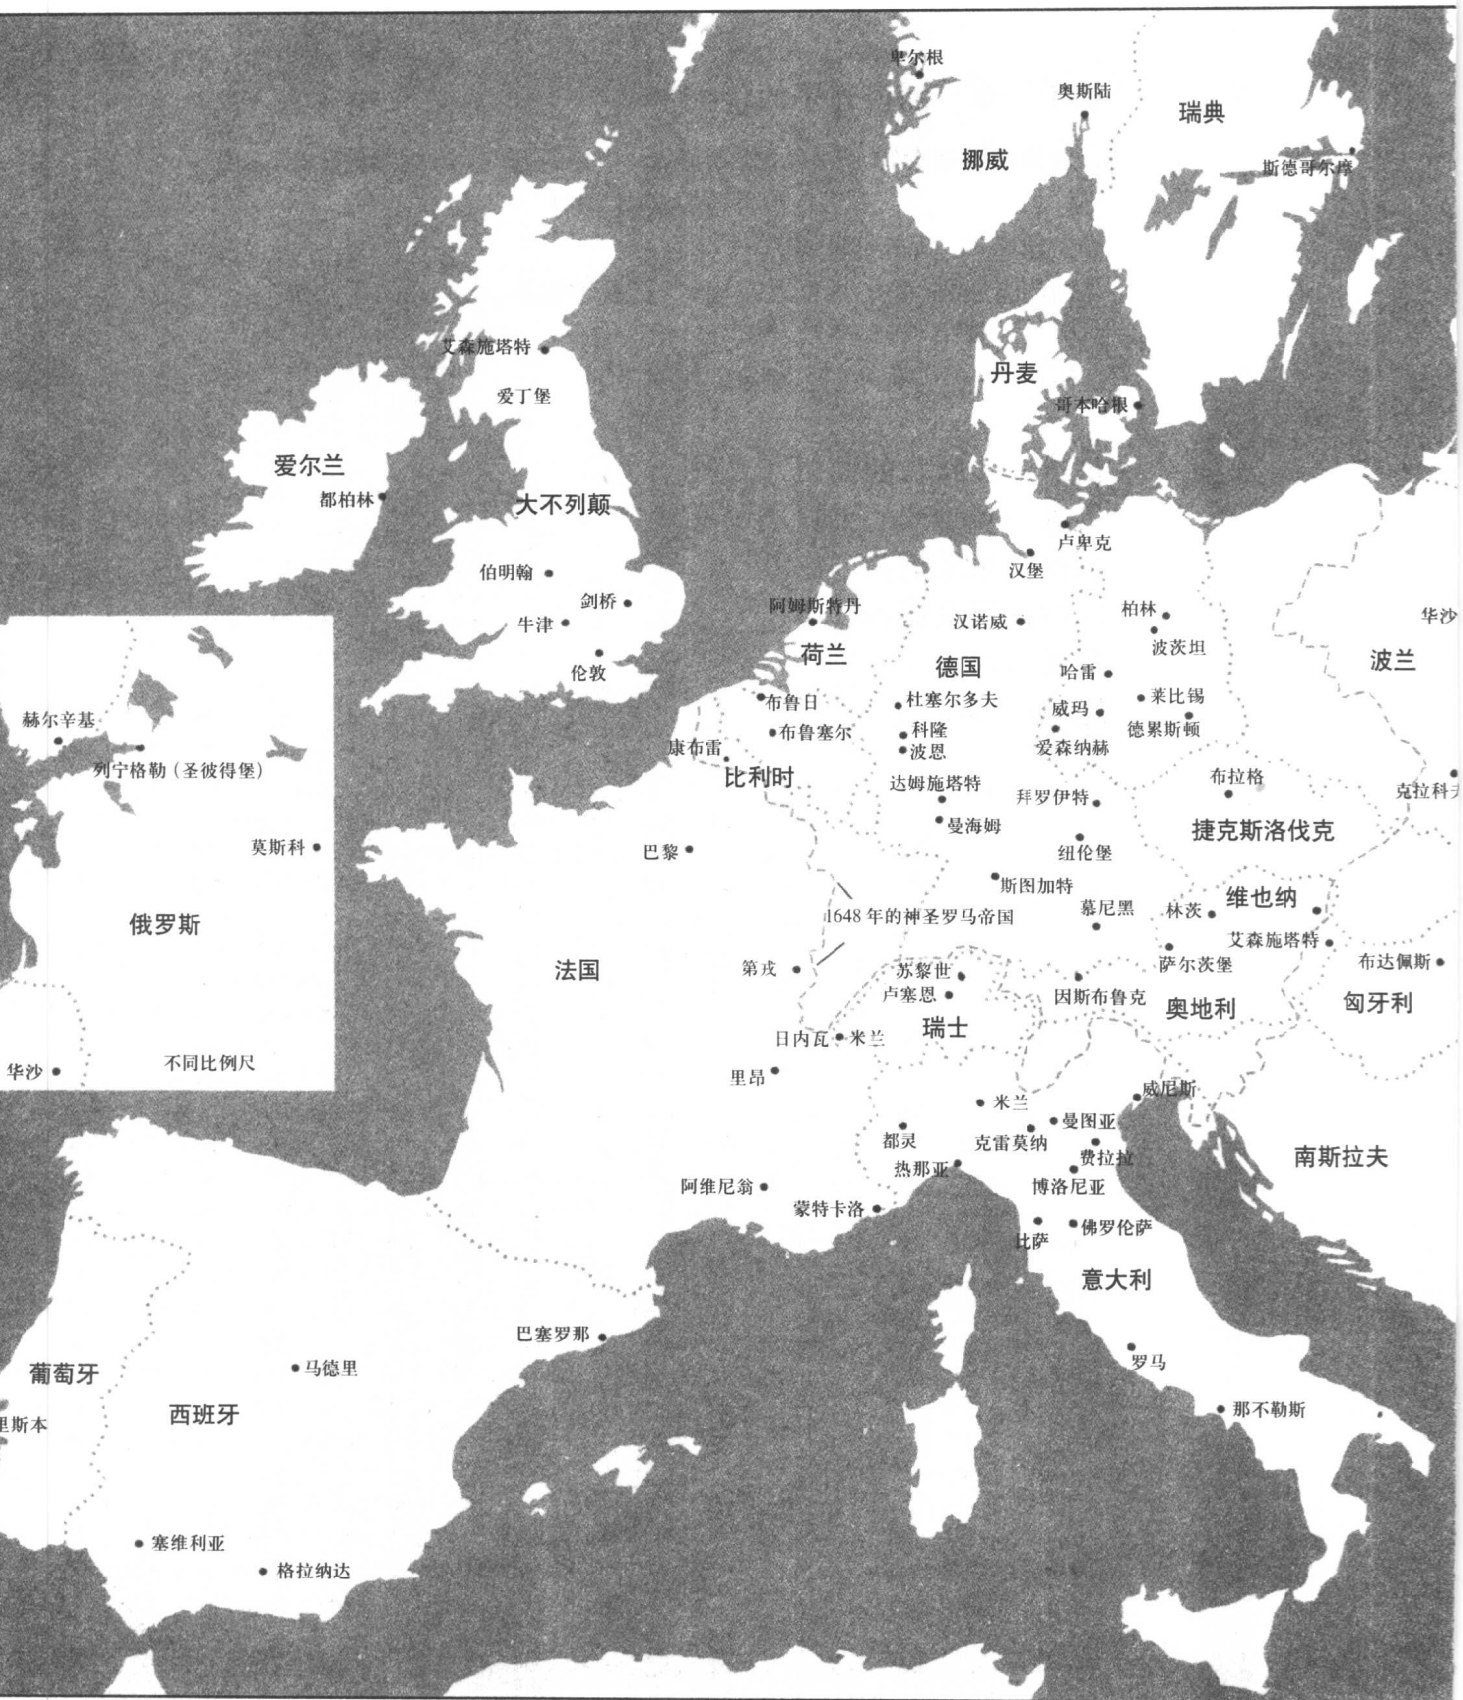 卑尔根
奥斯陆
瑞典
挪威
斯德哥尔摩
艾森施塔特
爱丁堡
丹麦
哥本哈根
爱尔兰
都柏林
大不列颠
卢卑克
汉堡
伯明翰
剑桥
牛津
伦敦
阿姆斯特丹
荷兰
汉诺威
柏林
波茨坦
华沙
波兰
德国
哈雷
杜塞尔多夫
莱比锡
威玛
德累斯顿
布鲁日
布鲁塞尔
科隆
波恩
爱森纳赫
康布雷
比利时
达姆施塔特
拜罗伊特
布拉格
克拉科夫
曼海姆
捷克斯洛伐克
纽伦堡
巴黎
斯图加特
1648 年的神圣罗马帝国
慕尼黑
林茨
维也纳
艾森施塔特
萨尔茨堡
布达佩斯
法国
第戎
苏黎世
卢塞恩
因斯布鲁克
奥地利
匈牙利
瑞士
日内瓦
米兰
里昂
威尼斯
米兰
曼图亚
都灵
克雷莫纳
费拉拉
热那亚
博洛尼亚
南斯拉夫
阿维尼翁
蒙特卡洛
比萨
佛罗伦萨
意大利
赫尔辛基
列宁格勒（圣彼得堡）
莫斯科
俄罗斯
华沙
不同比例尺
巴塞罗那
葡萄牙
马德里
西班牙
里斯本
罗马
那不勒斯
塞维利亚
格拉纳达